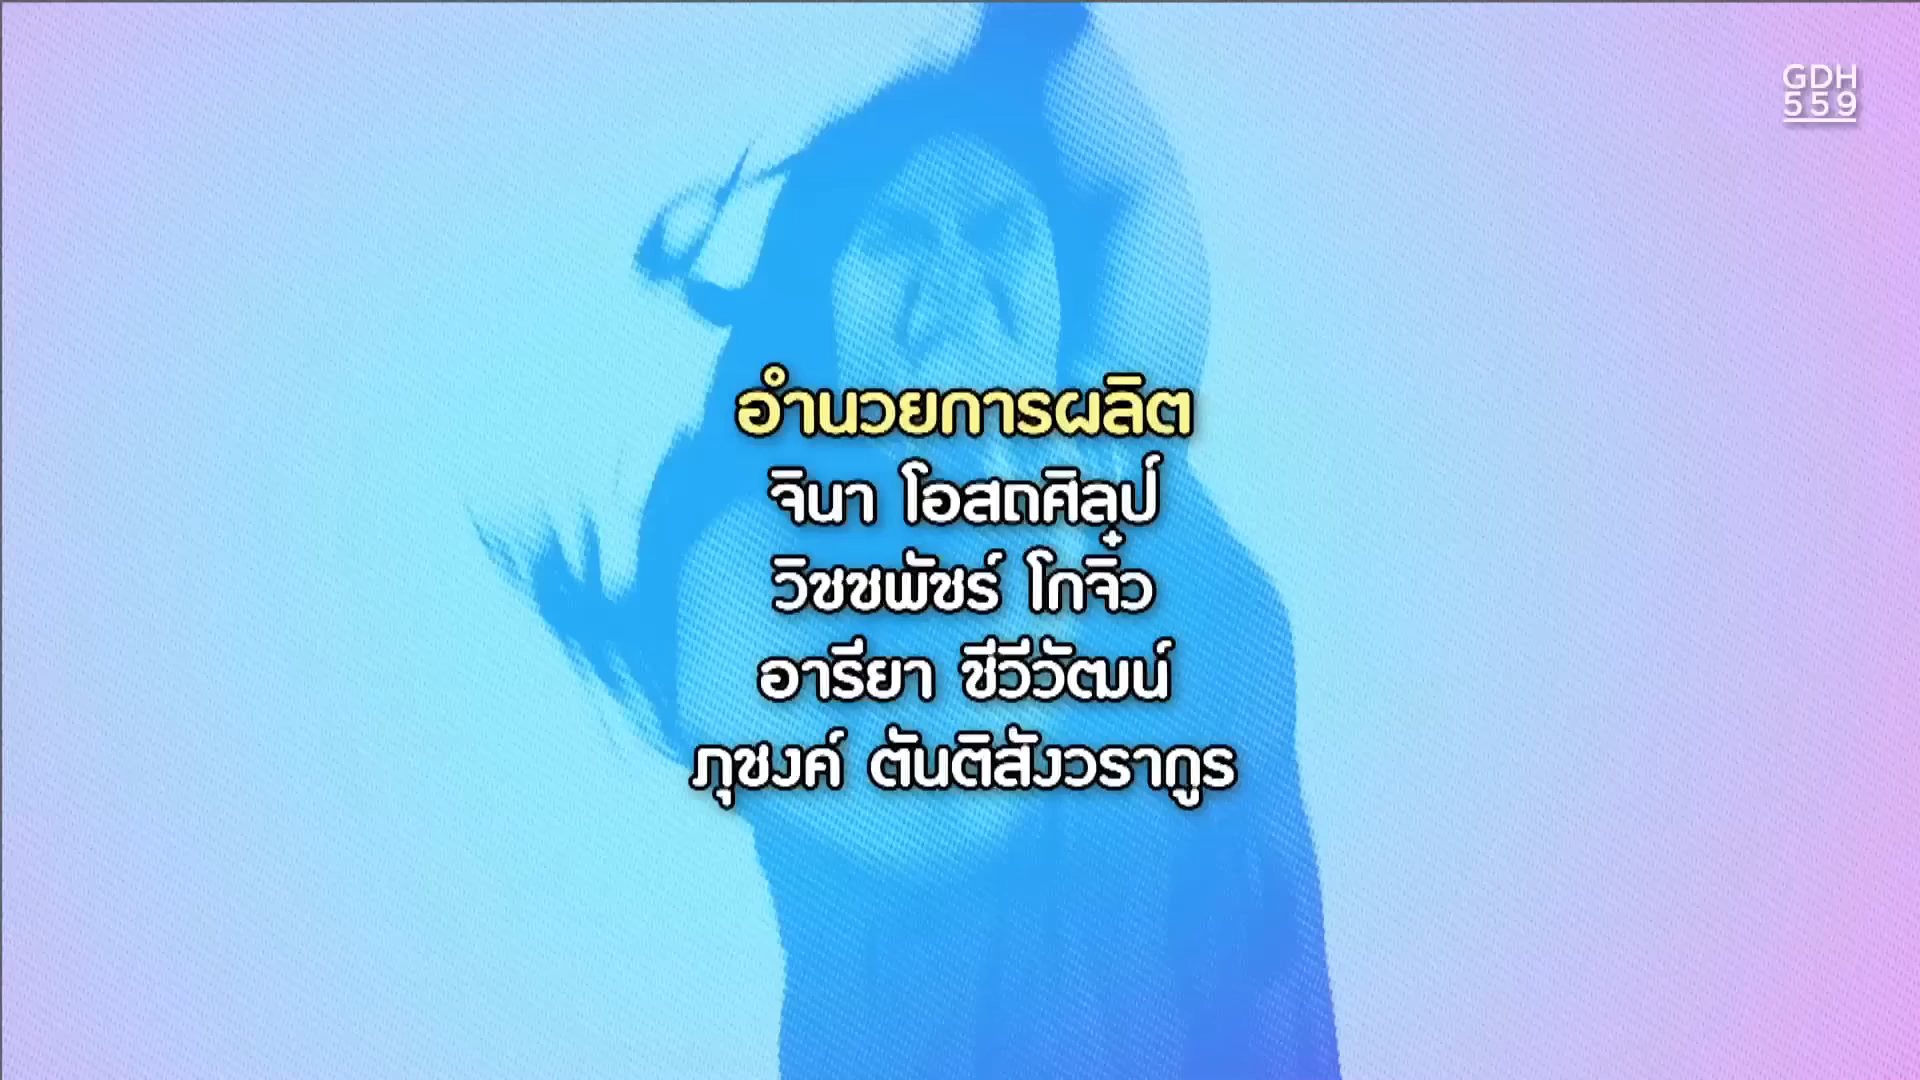 GDH
559
อำนวยการผลิต
จินา โอสถศิลป์
วิชชพัชร์ โกจิ๋ว
อารียา ชีวีวัฒน์
ภุชงค์ ตันติสังวรากูร